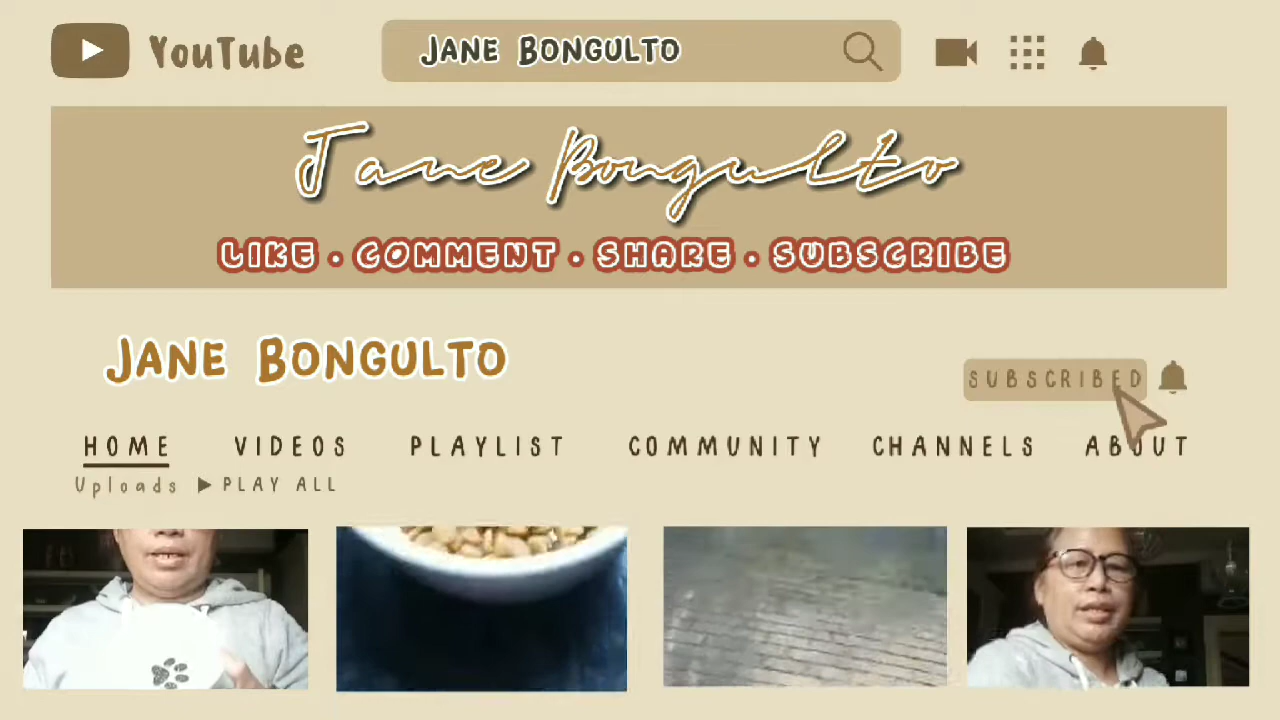 YouTube JANE BONGULTO
Jane Bongulto
LIKE • COMMENT • SHARE • SUBSCRIBE
JANE BONGULTO
SUBSCRIBED
HOME VIDEOS PLAYLIST COMMUNITY CHANNELS ABOUT
Uploads ▶ PLAY ALL